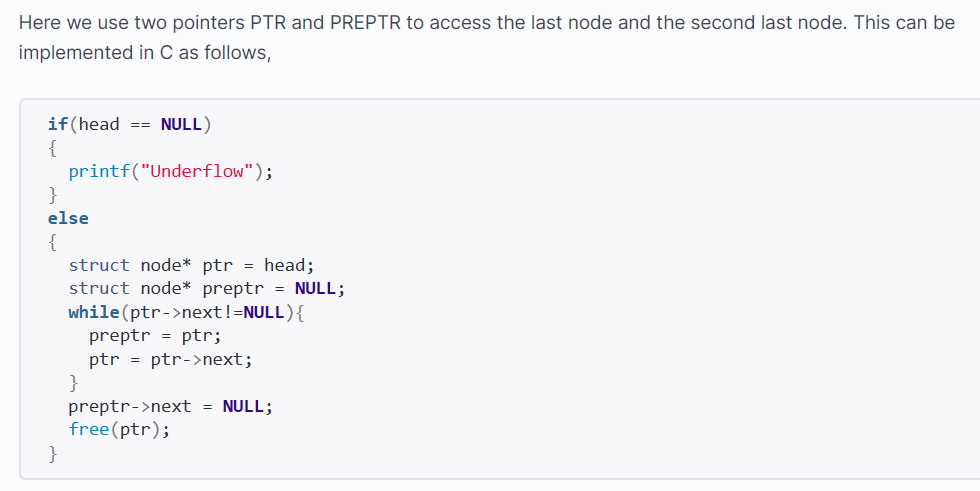 Here we use two pointers PTR and PREPTR to access the last node and the second last node. This can be
implemented in C as follows,
if(head == NULL)
{
  printf("Underflow");
}
else
{
  struct node* ptr = head;
  struct node* preptr = NULL;
  while(ptr->next!=NULL){
    preptr = ptr;
    ptr = ptr->next;
  }
  preptr->next = NULL;
  free(ptr);
}